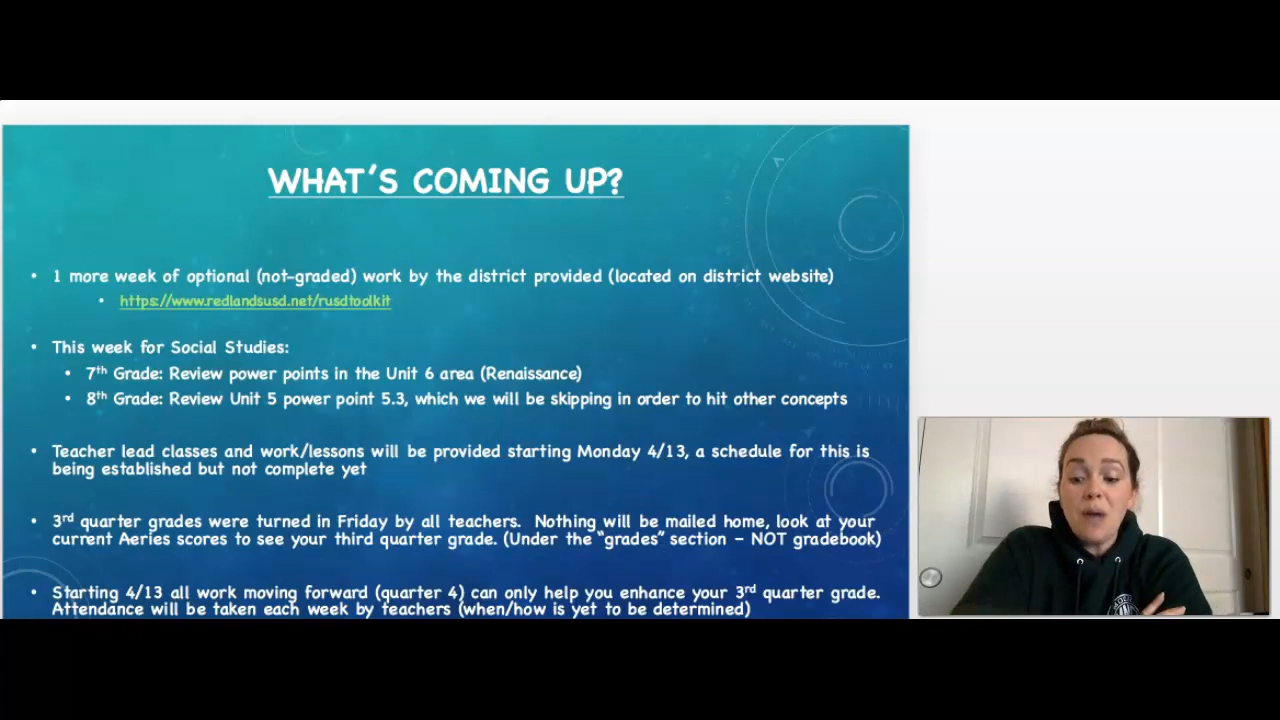 WHAT'S COMING UP?
• 1 more week of optional (not-graded) work by the district provided (located on district website)
• https://www.redlandsusd.net/rusdtoolkit
• This week for Social Studies:
• 7th Grade: Review power points in the Unit 6 area (Renaissance)
• 8th Grade: Review Unit 5 power point 5.3, which we will be skipping in order to hit other concepts
• Teacher lead classes and work/lessons will be provided starting Monday 4/13, a schedule for this is
being established but not complete yet
• 3rd quarter grades were turned in Friday by all teachers. Nothing will be mailed home, look at your
current Aeries scores to see your third quarter grade. (Under the "grades" section – NOT gradebook)
• Starting 4/13 all work moving forward (quarter 4) can only help you enhance your 3rd quarter grade.
Attendance will be taken each week by teachers (when/how is yet to be determined)